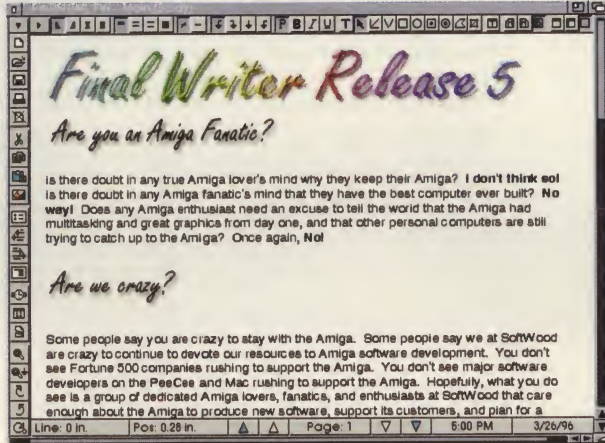 Final Writer Release 5
Are you an Amiga Fanatic?
Is there doubt in any true Amiga lover's mind why they keep their Amiga? I don't think so!
Is there doubt in any Amiga fanatic's mind that they have the best computer ever built? No
way! Does any Amiga enthusiast need an excuse to tell the world that the Amiga had
multitasking and great graphics from day one, and that other personal computers are still
trying to catch up to the Amiga? Once again, No!
Are we crazy?
Some people say you are crazy to stay with the Amiga. Some people say we at SoftWood
are crazy to continue to devote our resources to Amiga software development. You don't
see Fortune 500 companies rushing to support the Amiga. You don't see major software
developers on the PeeCee and Mac rushing to support the Amiga. Hopefully, what you do
see is a group of dedicated Amiga lovers, fanatics, and enthusiasts at SoftWood that care
enough about the Amiga to produce new software, support its customers, and plan for a
Line: 0 in. Pos: 0.28 in. Page: 1 5:00 PM 3/26/96